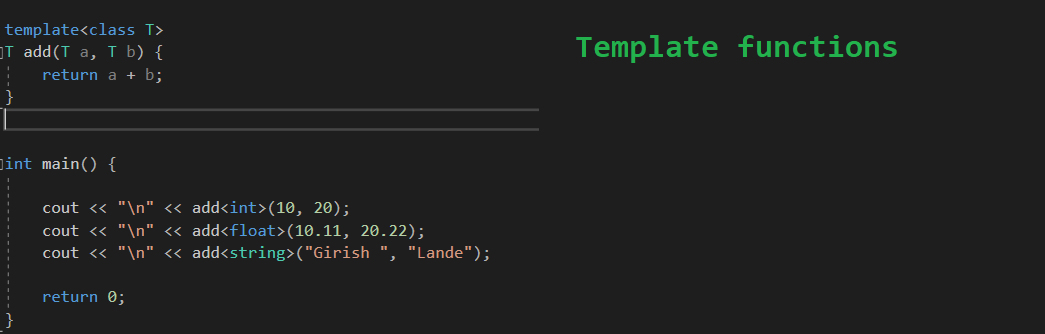 template<class T>
T add(T a, T b) {
    return a + b;
}
Template functions
int main() {
    cout << "\n" << add<int>(10, 20);
    cout << "\n" << add<float>(10.11, 20.22);
    cout << "\n" << add<string>("Girish ", "Lande");
    return 0;
}